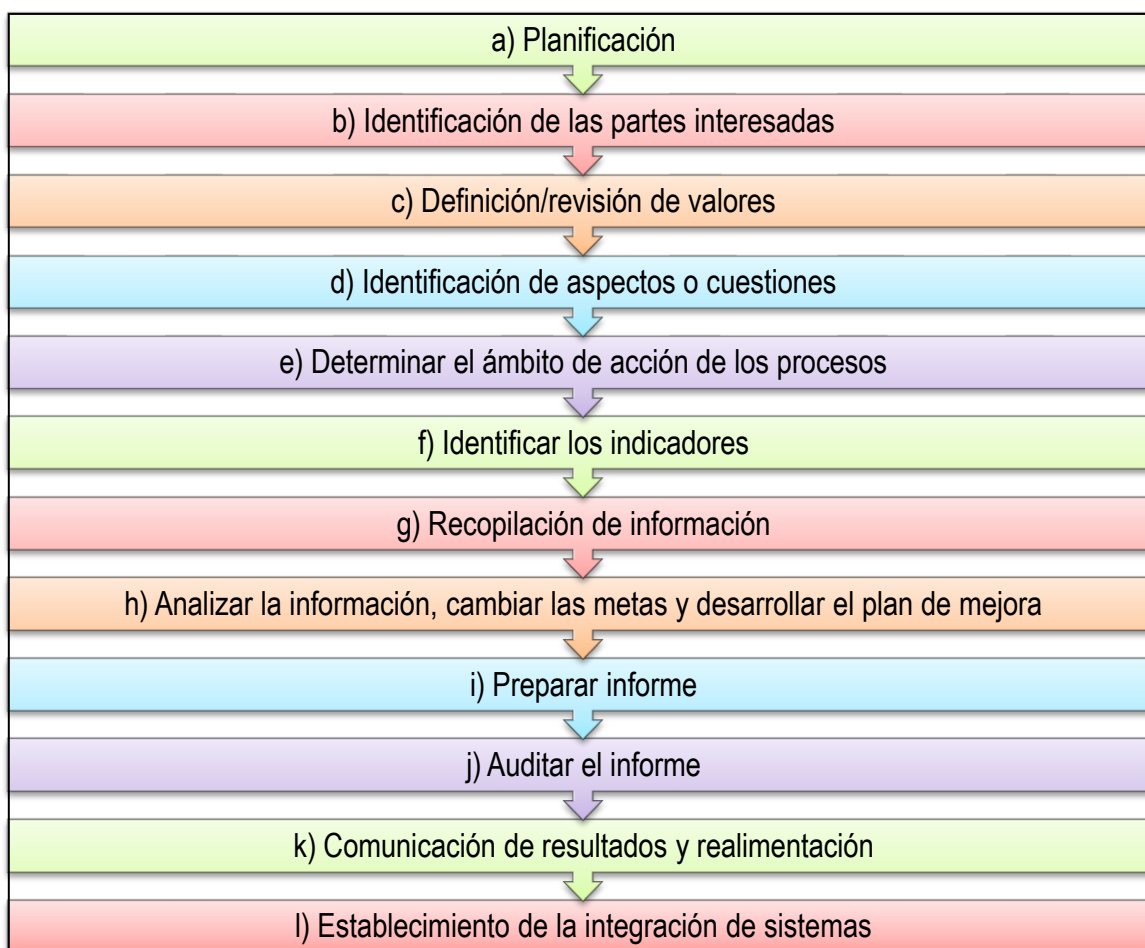 a) Planificación
b) Identificación de las partes interesadas
c) Definición/revisión de valores
d) Identificación de aspectos o cuestiones
e) Determinar el ámbito de acción de los procesos
f) Identificar los indicadores
g) Recopilación de información
h) Analizar la información, cambiar las metas y desarrollar el plan de mejora
i) Preparar informe
j) Auditar el informe
k) Comunicación de resultados y realimentación
l) Establecimiento de la integración de sistemas